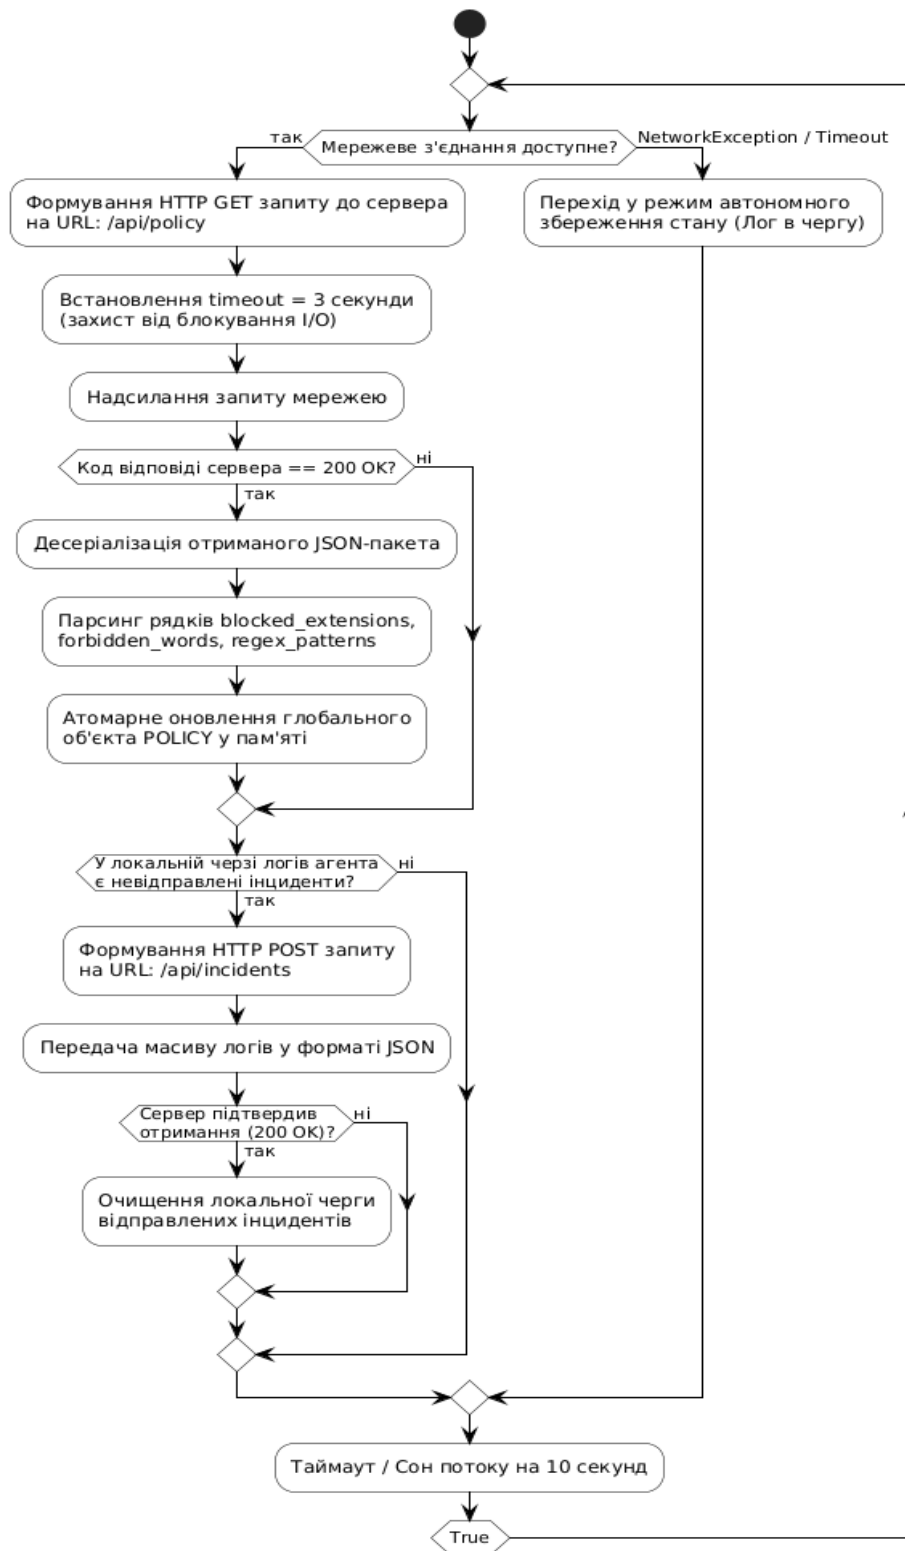 Мережеве з'єднання доступне?
так
NetworkException / Timeout
Формування HTTP GET запиту до сервера
на URL: /api/policy
Перехід у режим автономного
збереження стану (Лог в чергу)
Встановлення timeout = 3 секунди
(захист від блокування I/O)
Надсилання запиту мережею
Код відповіді сервера == 200 OK?
ні
так
Десеріалізація отриманого JSON-пакета
Парсинг рядків blocked_extensions,
forbidden_words, regex_patterns
Атомарне оновлення глобального
об'єкта POLICY у пам'яті
У локальній черзі логів агента
є невідправлені інциденти?
ні
так
Формування HTTP POST запиту
на URL: /api/incidents
Передача масиву логів у форматі JSON
Сервер підтвердив
отримання (200 OK)?
ні
так
Очищення локальної черги
відправлених інцидентів
Таймаут / Сон потоку на 10 секунд
True